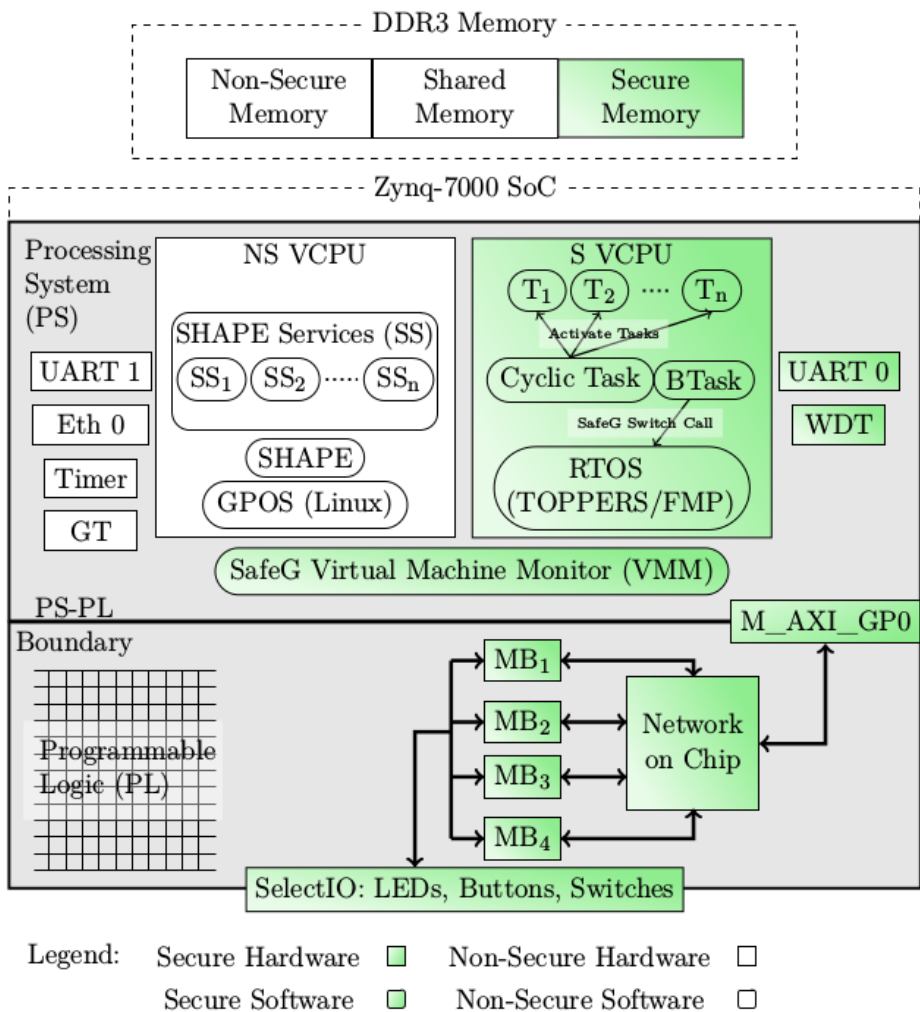 DDR3 Memory
Non-Secure
Memory
Shared
Memory
Secure
Memory
Zynq-7000 SoC
Processing
System
(PS)
NS VCPU
SHAPE Services (SS)
SS1 SS2 ..... SSn
SHAPE
GPOS (Linux)
S VCPU
T1 T2 .... Tn
Activate Tasks
Cyclic Task BTask
SafeG Switch Call
RTOS
(TOPPERS/FMP)
UART 1
Eth 0
Timer
GT
UART 0
WDT
SafeG Virtual Machine Monitor (VMM)
PS-PL
Boundary
M_AXI_GP0
Programmable
Logic (PL)
MB1
MB2
MB3
MB4
Network
on Chip
SelectIO: LEDs, Buttons, Switches
Legend: Secure Hardware Non-Secure Hardware
Secure Software Non-Secure Software